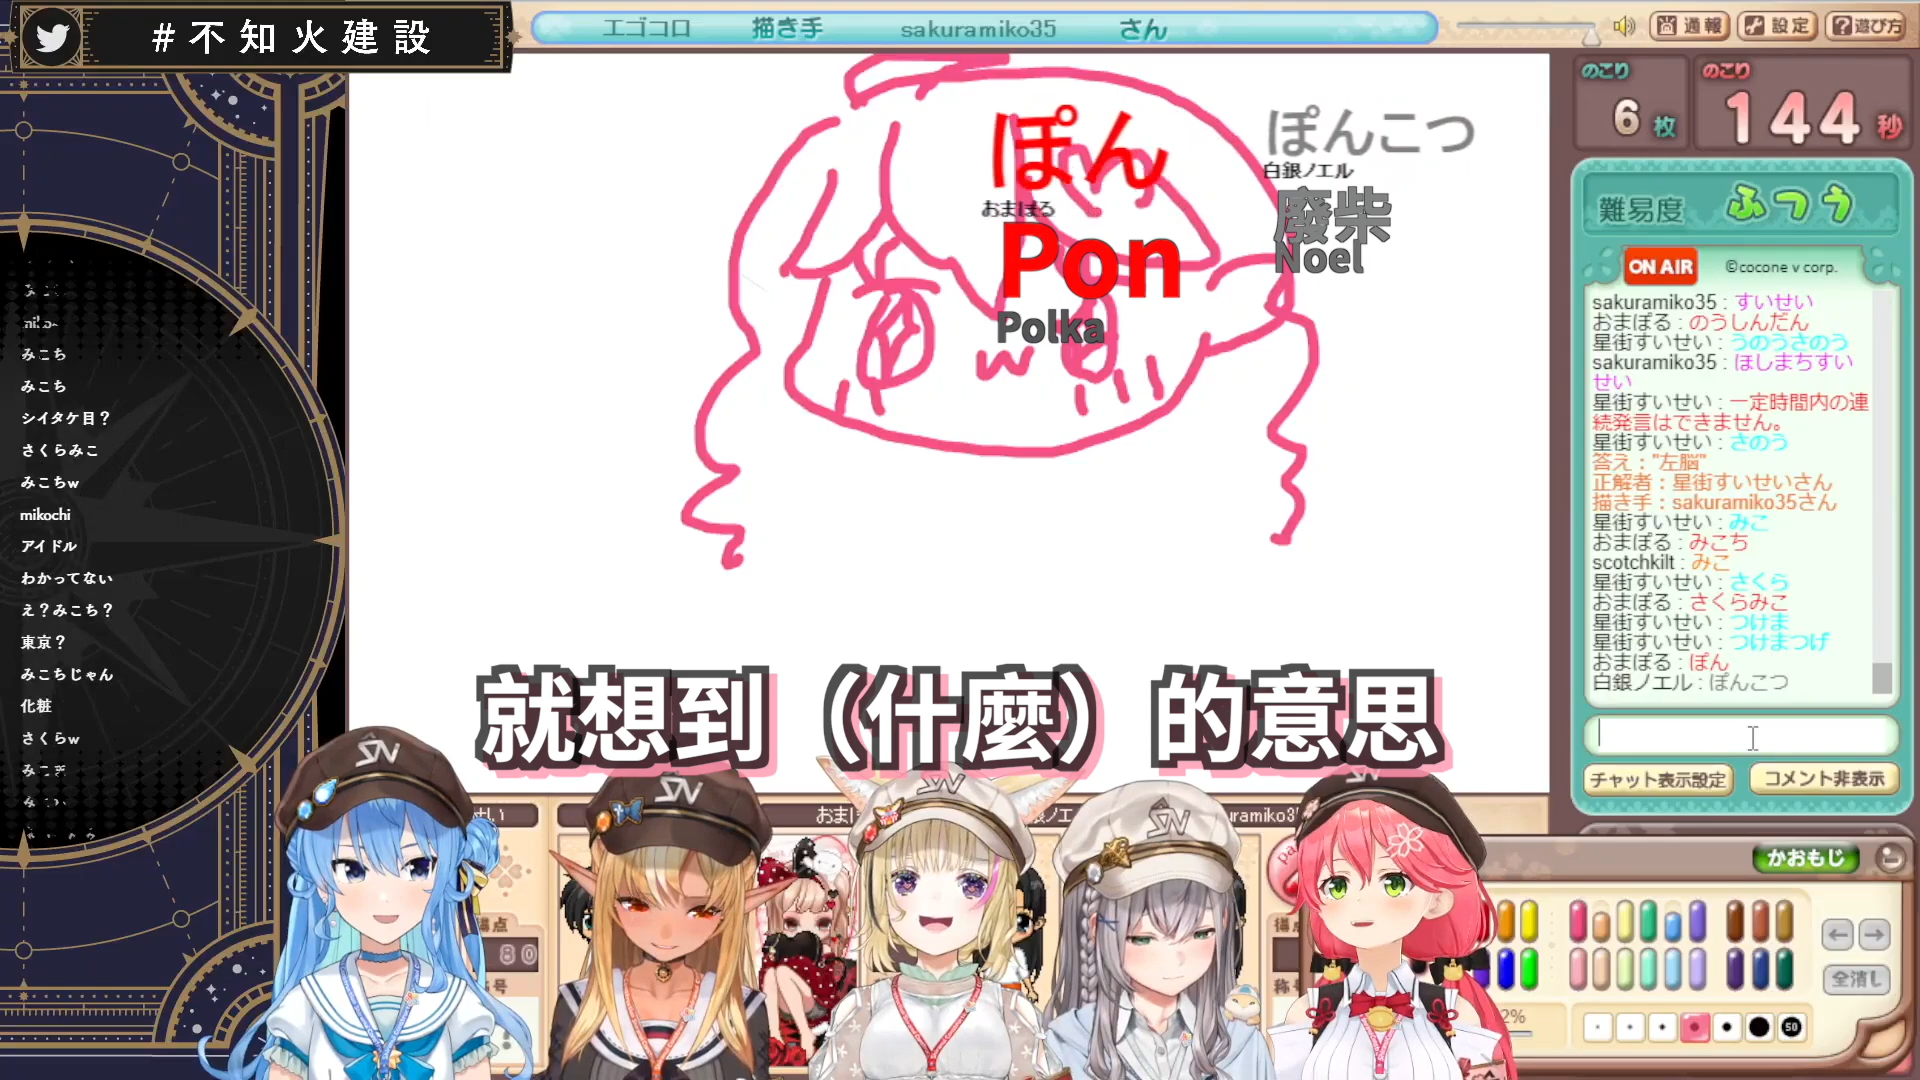 #不知火建設
エゴコロ 描き手 sakuramiko35 さん
通報
設定
遊び方
のこり
6枚
のこり
144秒
難易度 ふつう
ON AIR
©cocone v corp.
sakuramiko35 : すいせい
おまぽる : のうしんだん
星街すいせい : うのうさのう
sakuramiko35 : ほしまちすい
せい
星街すいせい : 一定時間内の連
続発言はできません。
星街すいせい : さのう
答え : "左脳"
正解者 : 星街すいせいさん
描き手 : sakuramiko35さん
星街すいせい : みこ
おまぽる : みこち
scotchkilt : みこ
星街すいせい : さくら
おまぽる : さくらみこ
星街すいせい : つけま
星街すいせい : つけまつげ
おまぽる : ぽん
白銀ノエル : ぽんこつ
チャット表示設定
コメント非表示
ぽん
おまぽる
Pon
Polka
ぽんこつ
白銀ノエル
廢柴
Noel
みこち
みこち
シイタケ目？
さくらみこ
みこちw
mikochi
アイドル
わかってない
え？みこち？
東京？
みこちじゃん
化粧
さくらw
就想到（什麼）的意思
SN
SN
SN
SN
80
かおもじ
全消し
50